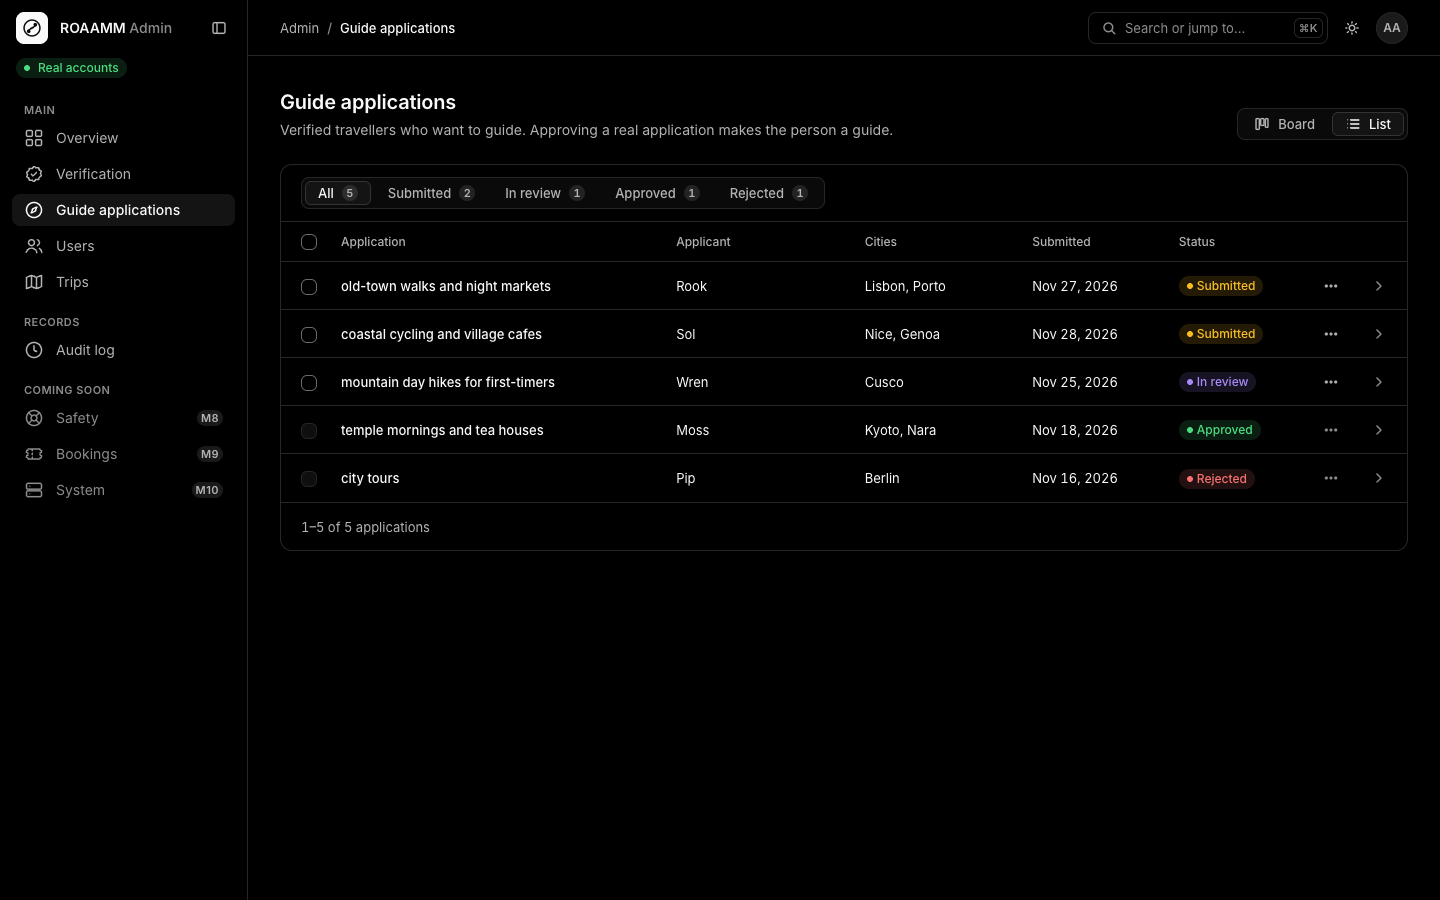 ROAAMM Admin
Real accounts
MAIN
Overview
Verification
Guide applications
Users
Trips
RECORDS
Audit log
COMING SOON
Safety M8
Bookings M9
System M10
Admin / Guide applications
Search or jump to... ⌘K
AA
Guide applications
Verified travellers who want to guide. Approving a real application makes the person a guide.
Board List
All 5 Submitted 2 In review 1 Approved 1 Rejected 1
Application Applicant Cities Submitted Status
old-town walks and night markets Rook Lisbon, Porto Nov 27, 2026 Submitted
coastal cycling and village cafes Sol Nice, Genoa Nov 28, 2026 Submitted
mountain day hikes for first-timers Wren Cusco Nov 25, 2026 In review
temple mornings and tea houses Moss Kyoto, Nara Nov 18, 2026 Approved
city tours Pip Berlin Nov 16, 2026 Rejected
1–5 of 5 applications